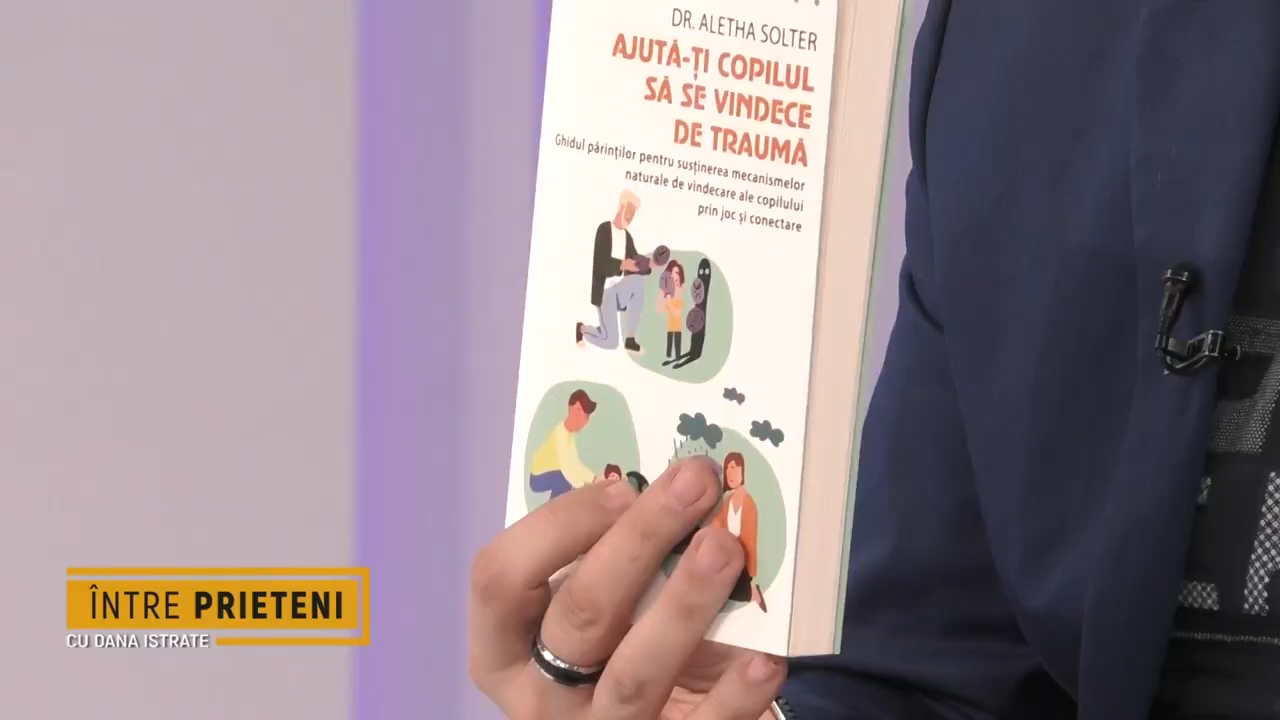 DR. ALETHA SOLTER
AJUTĂ-ȚI COPILUL
SĂ SE VINDECE
DE TRAUMĂ
Ghidul părinților pentru susținerea mecanismelor
naturale de vindecare ale copilului
prin joc și conectare
ÎNTRE PRIETENI
CU DANA ISTRATE